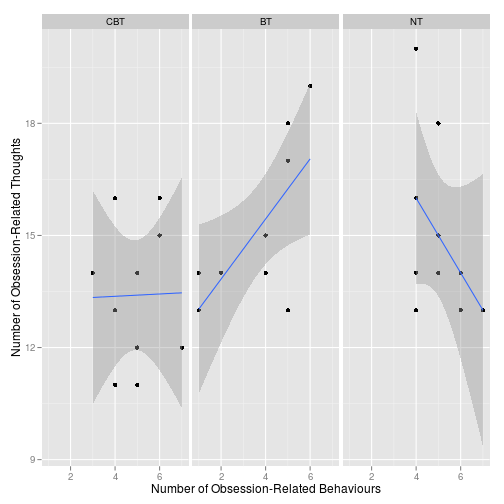 CBT BT NT
Number of Obsession-Related Thoughts
18
15
12
9
2 4 6 2 4 6 2 4 6
Number of Obsession-Related Behaviours